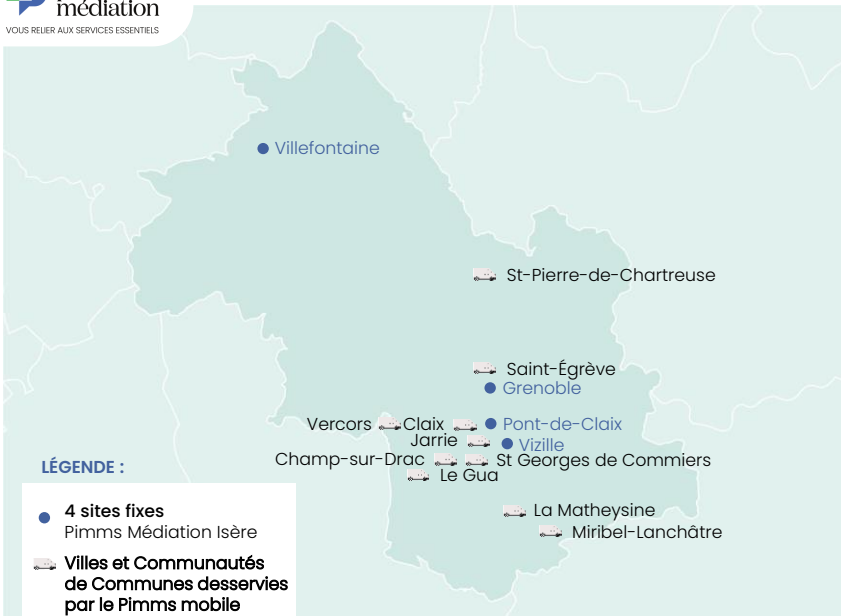 médiation
VOUS RELIER AUX SERVICES ESSENTIELS
Villefontaine
St-Pierre-de-Chartreuse
Saint-Égrève
Grenoble
Vercors
Claix
Pont-de-Claix
Jarrie
Vizille
Champ-sur-Drac
St Georges de Commiers
Le Gua
La Matheysine
Miribel-Lanchâtre
LÉGENDE :
4 sites fixes
Pimms Médiation Isère
Villes et Communautés
de Communes desservies
par le Pimms mobile